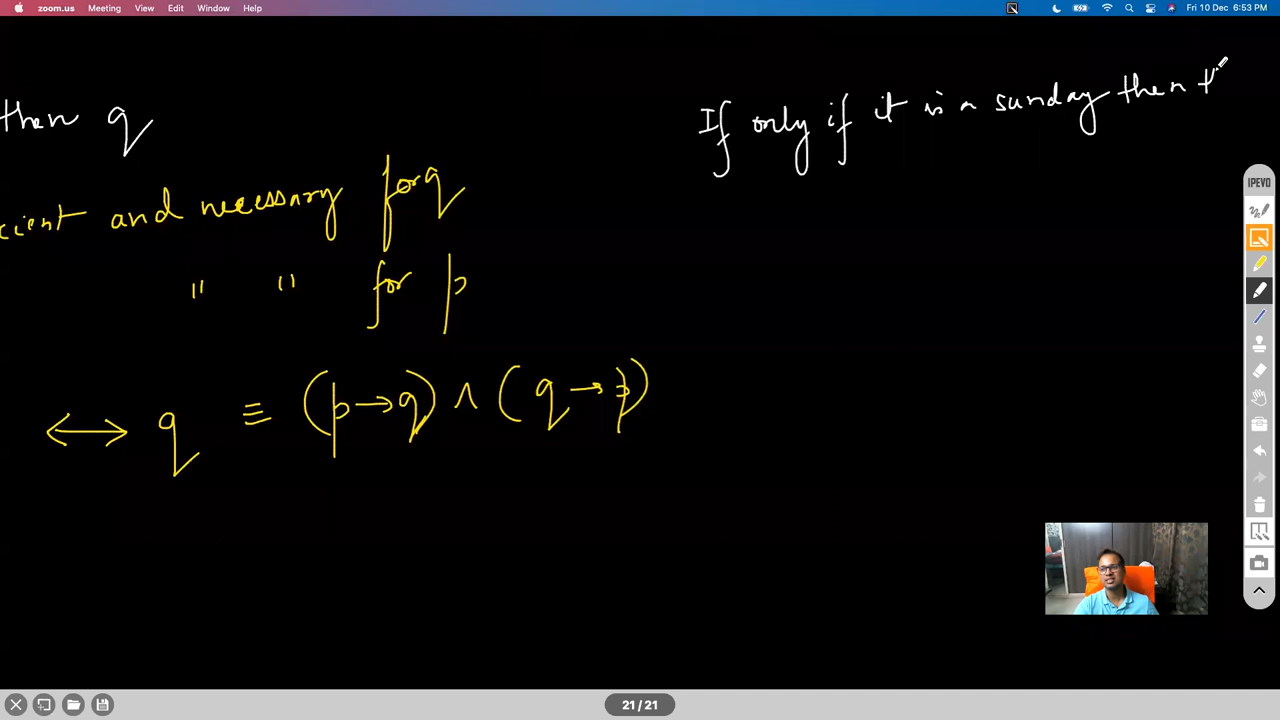 zoom.us Meeting View Edit Window Help Fri 10 Dec 6:53 PM
If only if it is a sunday then t
then q
cient and necessary for q
" " for p
↔ q ≡ (p→q) ∧ (q→p)
IPEVO
21 / 21